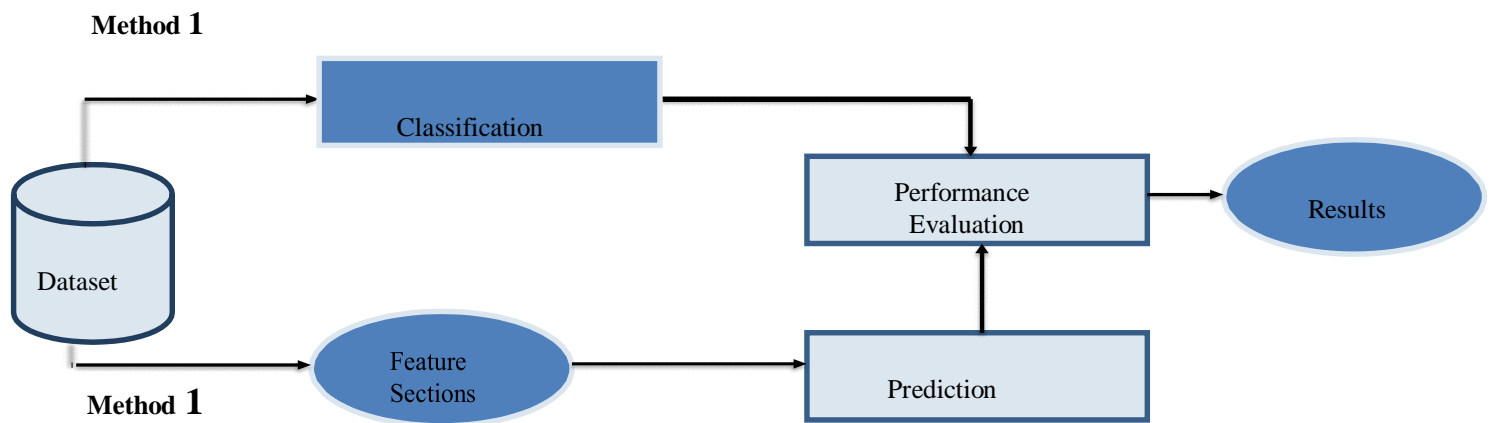 Method 1
Classification
Performance
Evaluation
Results
Dataset
Feature
Sections
Prediction
Method 1